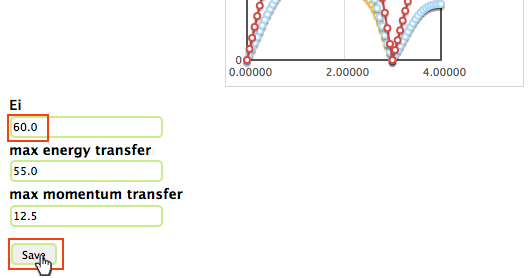 0
0.00000 2.00000 4.00000
Ei
60.0
max energy transfer
55.0
max momentum transfer
12.5
Save